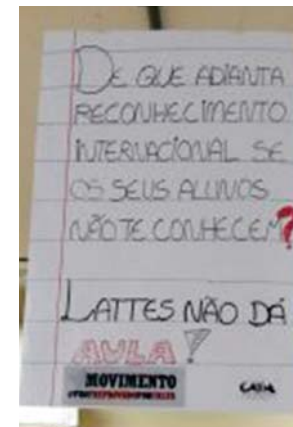 DE QUE ADIANTA
RECONHECIMENTO
INTERNACIONAL SE
OS SEUS ALUNOS
NÃO TE CONHECEM?
LATTES NÃO DÁ
AULA!
MOVIMENTO